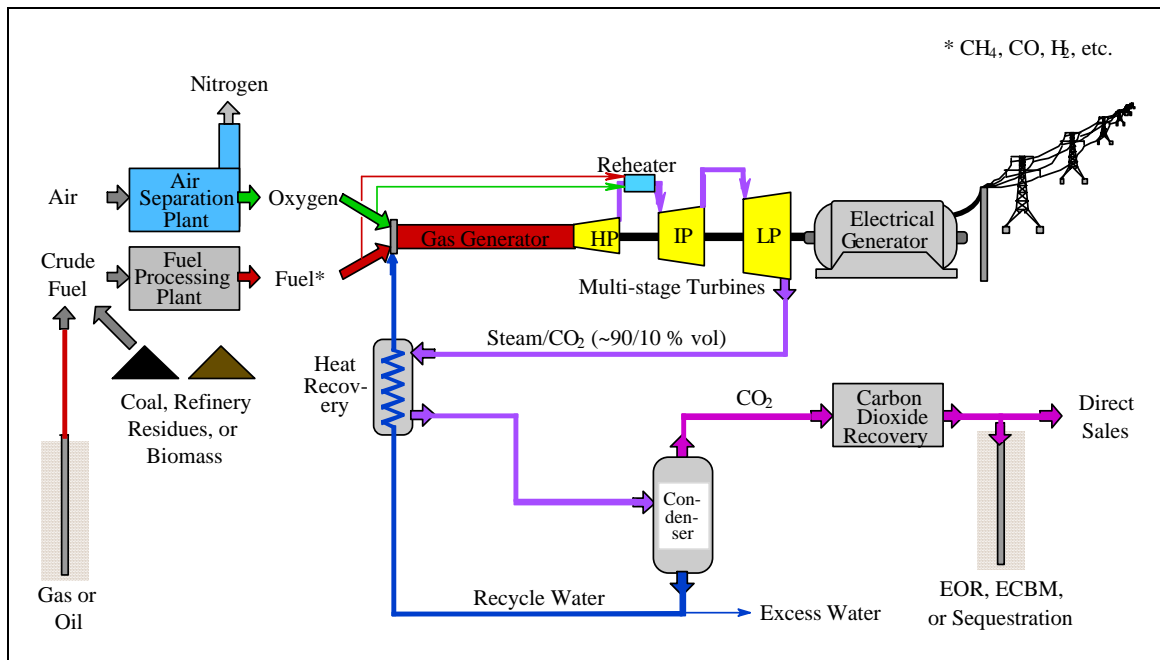 * CH₄, CO, H₂, etc.
Nitrogen
Air
Air
Separation
Plant
Oxygen
Reheater
Gas Generator
HP
IP
LP
Electrical
Generator
Crude
Fuel
Fuel
Processing
Plant
Fuel*
Multi-stage Turbines
Steam/CO₂ (~90/10 % vol)
Heat
Recov-
ery
Coal, Refinery
Residues, or
Biomass
CO₂
Carbon
Dioxide
Recovery
Direct
Sales
Con-
den-
ser
Gas or
Oil
Recycle Water
Excess Water
EOR, ECBM,
or Sequestration